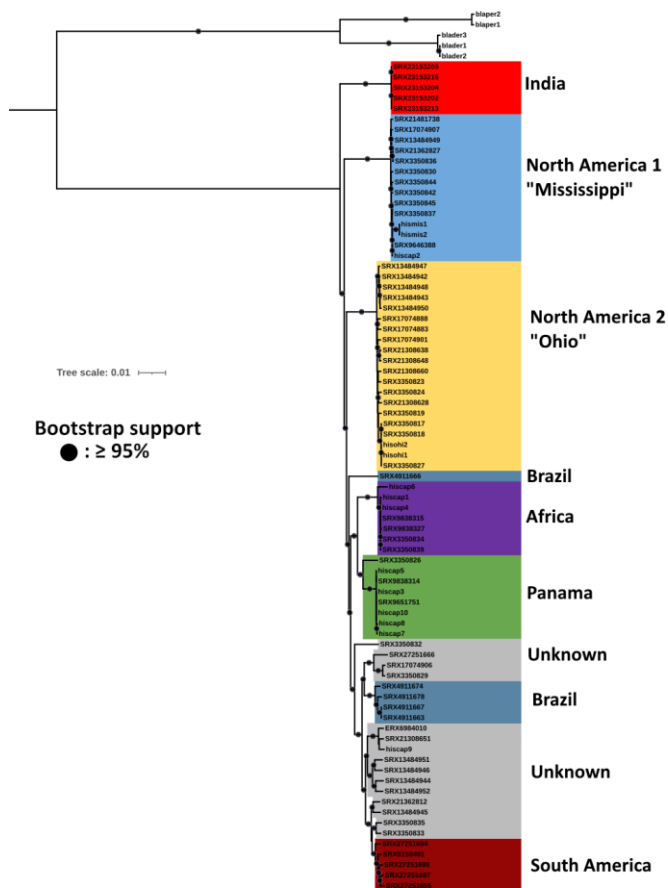 blaper2
blaper1
blader3
blader1
blader2
SRX23153205
SRX23153216
SRX23153204
SRX23153202
SRX23153213
India
SRX21481738
SRX17074907
SRX13484949
SRX21362827
SRX3350836
SRX3350830
SRX3350844
SRX3350842
SRX3350845
SRX3350837
hismis1
hismis2
SRX9646388
hiscap2
North America 1
"Mississippi"
SRX13484947
SRX13484942
SRX13484948
SRX13484943
SRX13484950
SRX17074888
SRX17074883
SRX17074901
SRX21308638
SRX21308648
SRX21308660
SRX3350823
SRX3350824
SRX21308628
SRX3350819
SRX3350817
SRX3350818
hisohi2
hisohi1
SRX3350827
North America 2
"Ohio"
Tree scale: 0.01
Bootstrap support
: ≥ 95%
SRX4911666
Brazil
hiscap6
hiscap1
hiscap4
SRX9838315
SRX9838327
SRX3350834
SRX3350839
Africa
SRX3350826
hiscap5
SRX9838314
hiscap3
SRX9651751
hiscap10
hiscap8
hiscap7
Panama
SRX3350832
SRX27251666
SRX17074906
SRX3350829
Unknown
SRX4911674
SRX4911678
SRX4911667
SRX4911663
Brazil
ERX6984010
SRX21308651
hiscap9
SRX13484951
SRX13484946
SRX13484944
SRX13484952
SRX21362812
SRX13484945
SRX3350835
SRX3350833
Unknown
South America